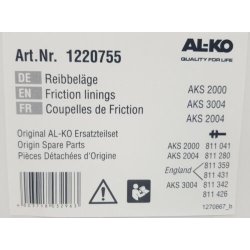 Art.Nr. 1220755
AL-KO
QUALITY FOR LIFE
DE Reibbeläge
EN Friction linings
FR Coupelles de Friction
AKS 2000
AKS 3004
AKS 2004
Original AL-KO Ersatzteilset
Origin Spare Parts
Pièces Détachées d'Origine
AKS 2000 811 041
AKS 2004 811 280
England 811 359
811 431
AKS 3004 811 342
811 426
1270867_b